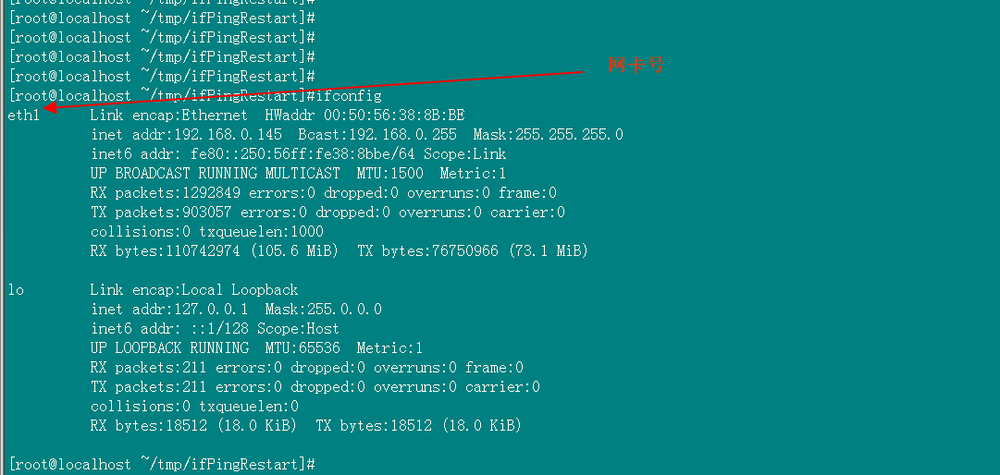 [root@localhost ~/tmp/ifPingRestart]#
[root@localhost ~/tmp/ifPingRestart]#
[root@localhost ~/tmp/ifPingRestart]#
[root@localhost ~/tmp/ifPingRestart]#
[root@localhost ~/tmp/ifPingRestart]# 网卡号
[root@localhost ~/tmp/ifPingRestart]#ifconfig
eth1 Link encap:Ethernet HWaddr 00:50:56:38:8B:BE
inet addr:192.168.0.145 Bcast:192.168.0.255 Mask:255.255.255.0
inet6 addr: fe80::250:56ff:fe38:8bbe/64 Scope:Link
UP BROADCAST RUNNING MULTICAST MTU:1500 Metric:1
RX packets:1292849 errors:0 dropped:0 overruns:0 frame:0
TX packets:903057 errors:0 dropped:0 overruns:0 carrier:0
collisions:0 txqueuelen:1000
RX bytes:110742974 (105.6 MiB) TX bytes:76750966 (73.1 MiB)
lo Link encap:Local Loopback
inet addr:127.0.0.1 Mask:255.0.0.0
inet6 addr: ::1/128 Scope:Host
UP LOOPBACK RUNNING MTU:65536 Metric:1
RX packets:211 errors:0 dropped:0 overruns:0 frame:0
TX packets:211 errors:0 dropped:0 overruns:0 carrier:0
collisions:0 txqueuelen:0
RX bytes:18512 (18.0 KiB) TX bytes:18512 (18.0 KiB)
[root@localhost ~/tmp/ifPingRestart]#